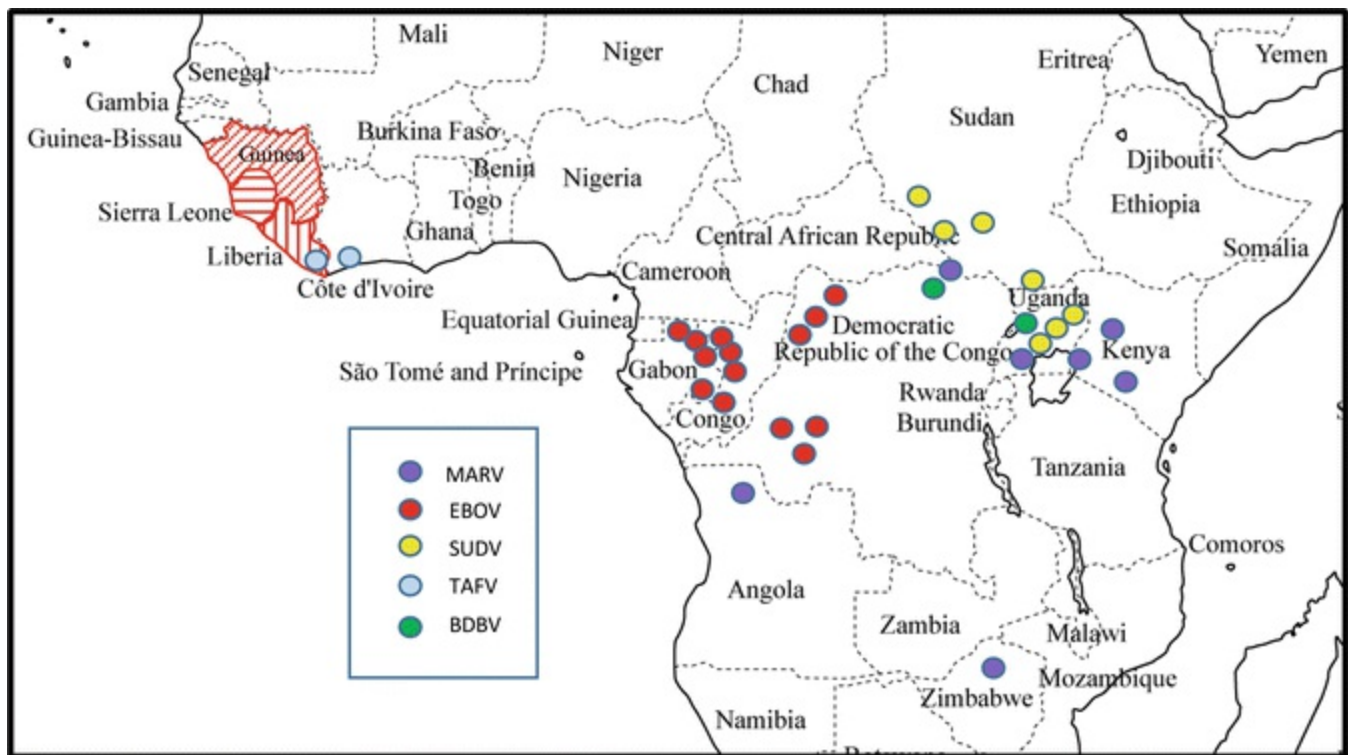 Mali
Niger
Chad
Eritrea
Yemen
Senegal
Gambia
Guinea-Bissau
Burkina Faso
Sudan
Guinea
Benin
Nigeria
Djibouti
Togo
Ethiopia
Sierra Leone
Ghana
Central African Republic
Somalia
Liberia
Cameroon
Côte d'Ivoire
Uganda
Equatorial Guinea
Democratic
Republic of the Congo
Kenya
São Tomé and Príncipe
Gabon
Rwanda
Congo
Burundi
Tanzania
MARV
EBOV
SUDV
TAFV
BDBV
Comoros
Angola
Zambia
Malawi
Mozambique
Zimbabwe
Namibia